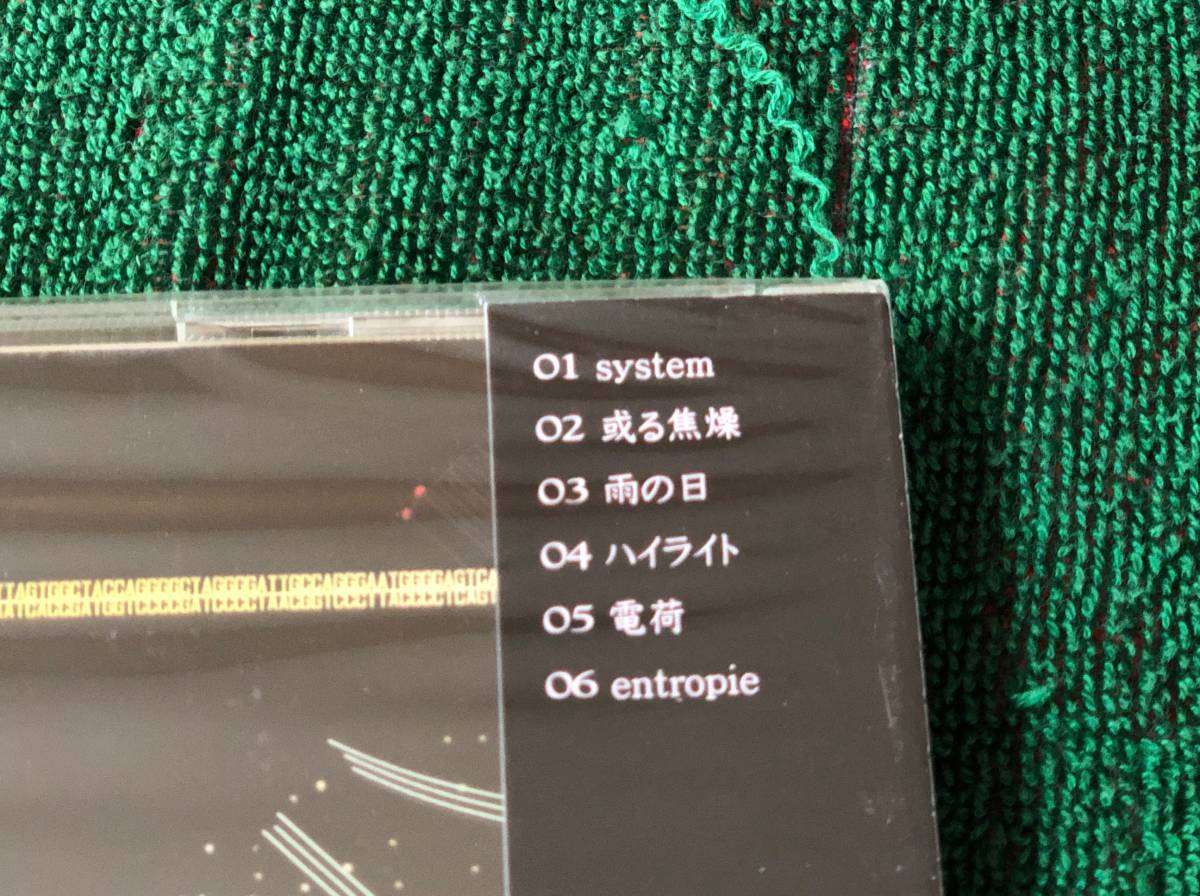 01 system
02 或る焦燥
03 雨の日
04 ハイライト
05 電荷
06 entropie